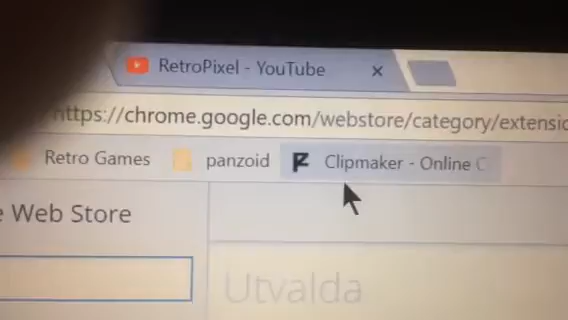 RetroPixel - YouTube
https://chrome.google.com/webstore/category/extensio
Retro Games panzoid Clipmaker - Online C
e Web Store
Utvalda